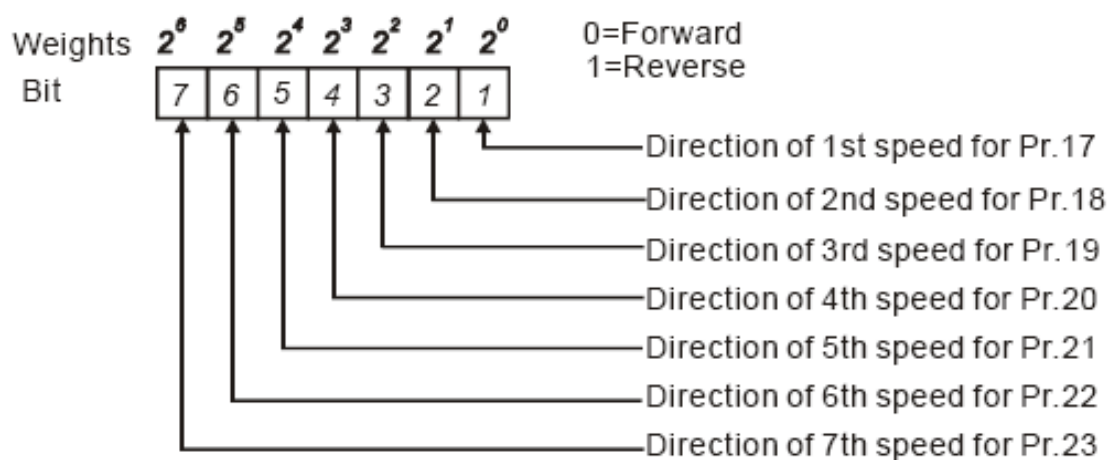 Weights 2⁶ 2⁵ 2⁴ 2³ 2² 2¹ 2⁰ 0=Forward
1=Reverse
Bit 7 6 5 4 3 2 1
Direction of 1st speed for Pr.17
Direction of 2nd speed for Pr.18
Direction of 3rd speed for Pr.19
Direction of 4th speed for Pr.20
Direction of 5th speed for Pr.21
Direction of 6th speed for Pr.22
Direction of 7th speed for Pr.23